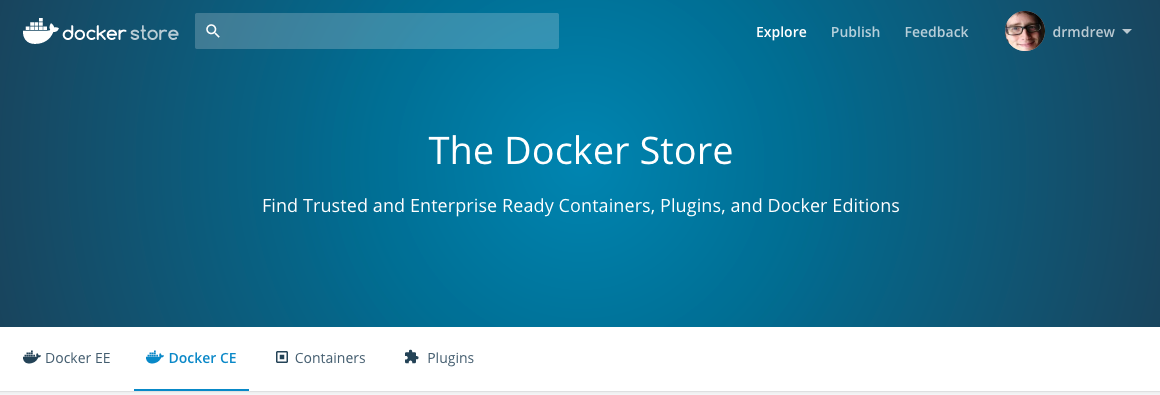 docker store
Explore Publish Feedback drmdrew
The Docker Store
Find Trusted and Enterprise Ready Containers, Plugins, and Docker Editions
Docker EE Docker CE Containers Plugins